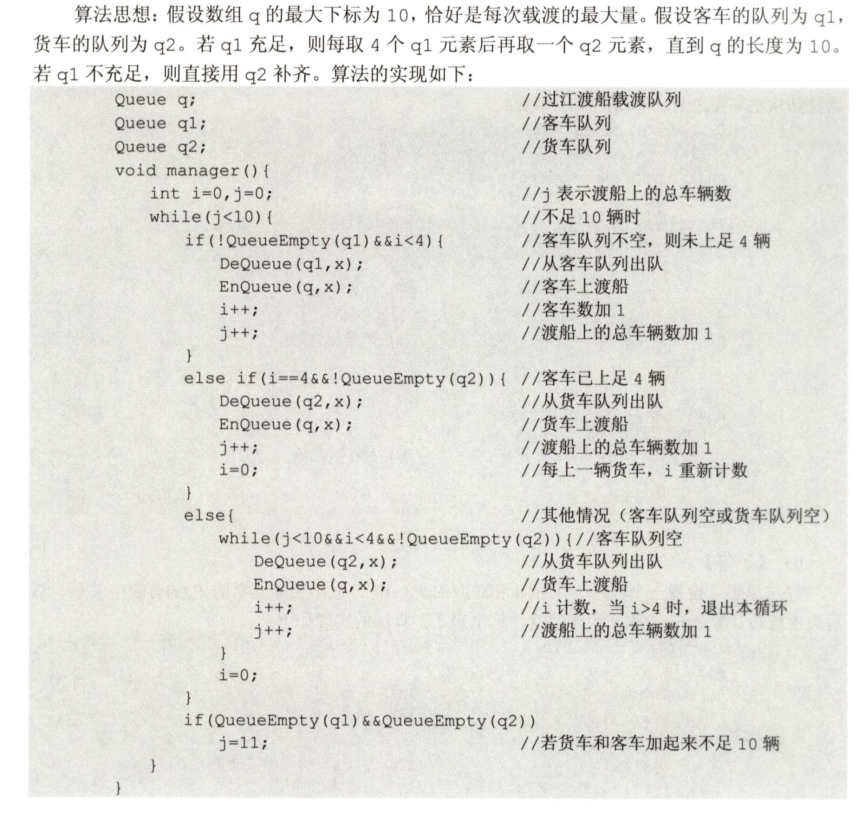 算法思想：假设数组 q 的最大下标为 10，恰好是每次载渡的最大量。假设客车的队列为 q1，
货车的队列为 q2。若 q1 充足，则每取 4 个 q1 元素后再取一个 q2 元素，直到 q 的长度为 10。
若 q1 不充足，则直接用 q2 补齐。算法的实现如下：
Queue q; //过江渡船载渡队列
Queue q1; //客车队列
Queue q2; //货车队列
void manager(){
int i=0,j=0; //j 表示渡船上的总车辆数
while(j<10){ //不足 10 辆时
if(!QueueEmpty(q1)&&i<4){ //客车队列不空，则未上足 4 辆
DeQueue(q1,x); //从客车队列出队
EnQueue(q,x); //客车上渡船
i++; //客车数加 1
j++; //渡船上的总车辆数加 1
}
else if(i==4&&!QueueEmpty(q2)){ //客车已上足 4 辆
DeQueue(q2,x); //从货车队列出队
EnQueue(q,x); //货车上渡船
j++; //渡船上的总车辆数加 1
i=0; //每上一辆货车，i 重新计数
}
else{ //其他情况（客车队列空或货车队列空）
while(j<10&&i<4&&!QueueEmpty(q2)){//客车队列空
DeQueue(q2,x); //从货车队列出队
EnQueue(q,x); //货车上渡船
i++; //i 计数，当 i>4 时，退出本循环
j++; //渡船上的总车辆数加 1
}
i=0;
}
if(QueueEmpty(q1)&&QueueEmpty(q2))
j=11; //若货车和客车加起来不足 10 辆
}
}